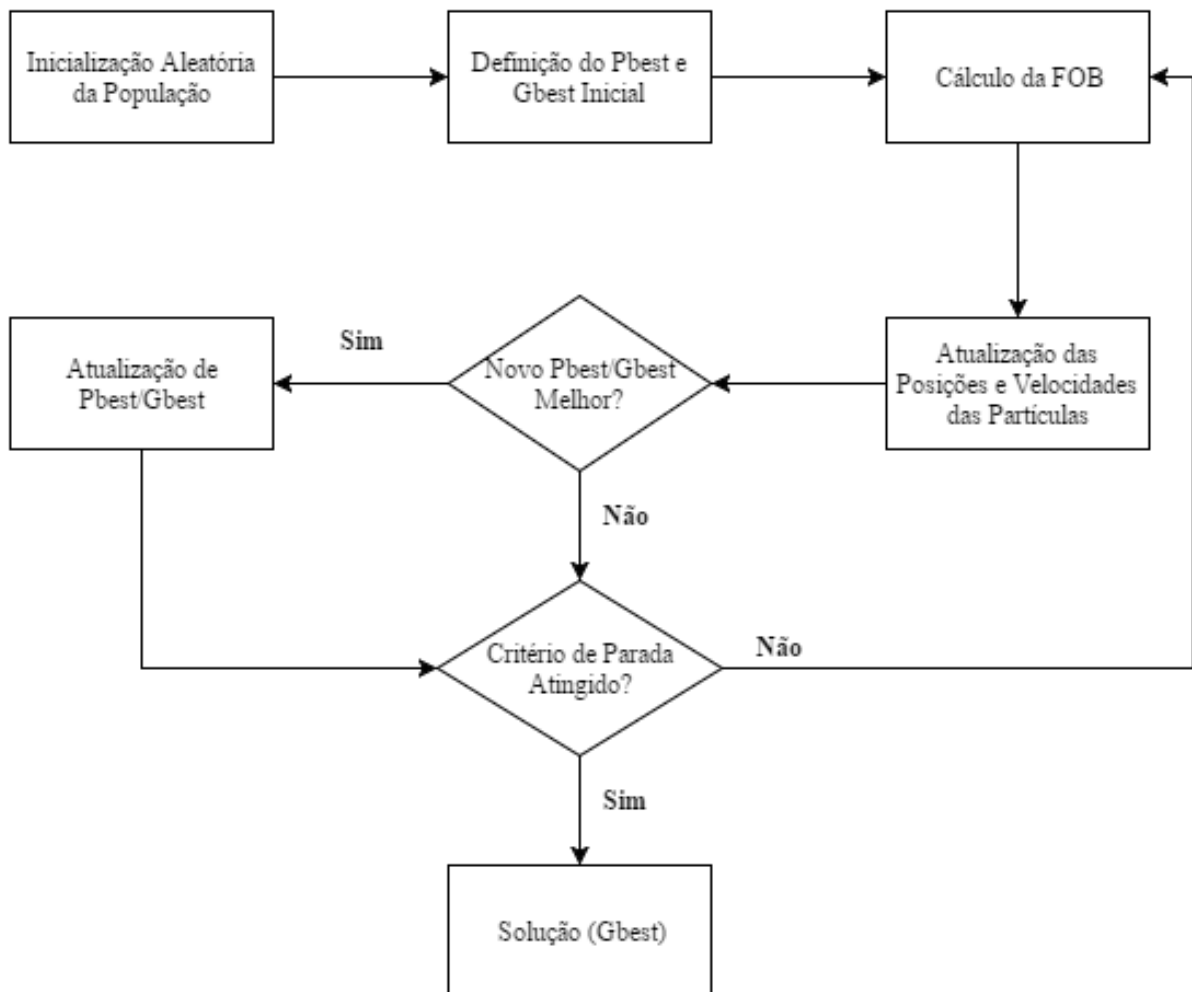 Inicialização Aleatória
da População
Definição do Pbest e
Gbest Inicial
Cálculo da FOB
Atualização de
Pbest/Gbest
Sim
Novo Pbest/Gbest
Melhor?
Atualização das
Posições e Velocidades
das Partículas
Não
Critério de Parada
Atingido?
Não
Sim
Solução (Gbest)